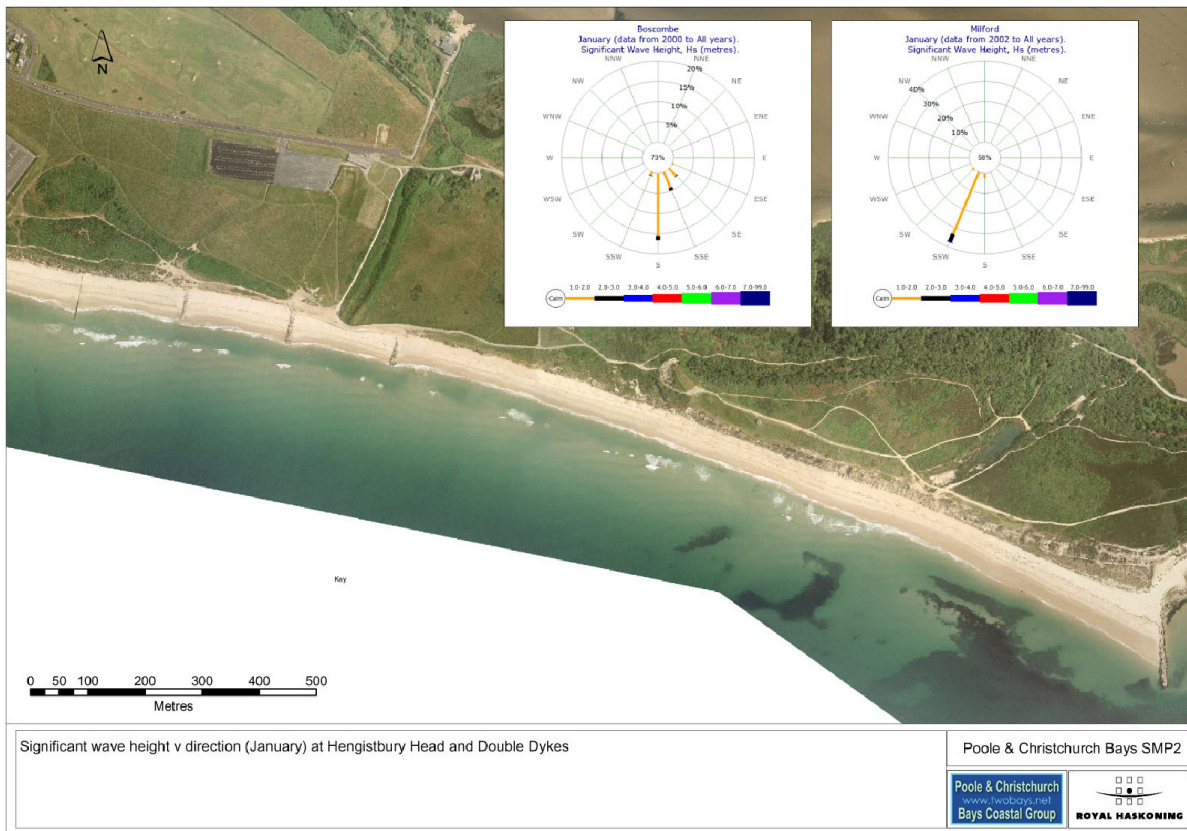 N
Boscombe
January (data from 2000 to All years).
Significant Wave Height, Hs (metres).
NNW
NNE
NW
NE
WNW
ENE
W
E
WSW
ESE
SW
SE
SSW
SSE
S
20%
15%
10%
5%
73%
Calm
1.0-2.0
2.0-3.0
3.0-4.0
4.0-5.0
5.0-6.0
6.0-7.0
7.0-99.0
Milford
January (data from 2002 to All years).
Significant Wave Height, Hs (metres).
NNW
NNE
NW
NE
WNW
ENE
W
E
WSW
ESE
SW
SE
SSW
SSE
S
40%
30%
20%
10%
58%
Calm
1.0-2.0
2.0-3.0
3.0-4.0
4.0-5.0
5.0-6.0
6.0-7.0
7.0-99.0
Key
0 50 100 200 300 400 500
Metres
Significant wave height v direction (January) at Hengistbury Head and Double Dykes
Poole & Christchurch Bays SMP2
Poole & Christchurch
www.twobays.net
Bays Coastal Group
ROYAL HASKONING